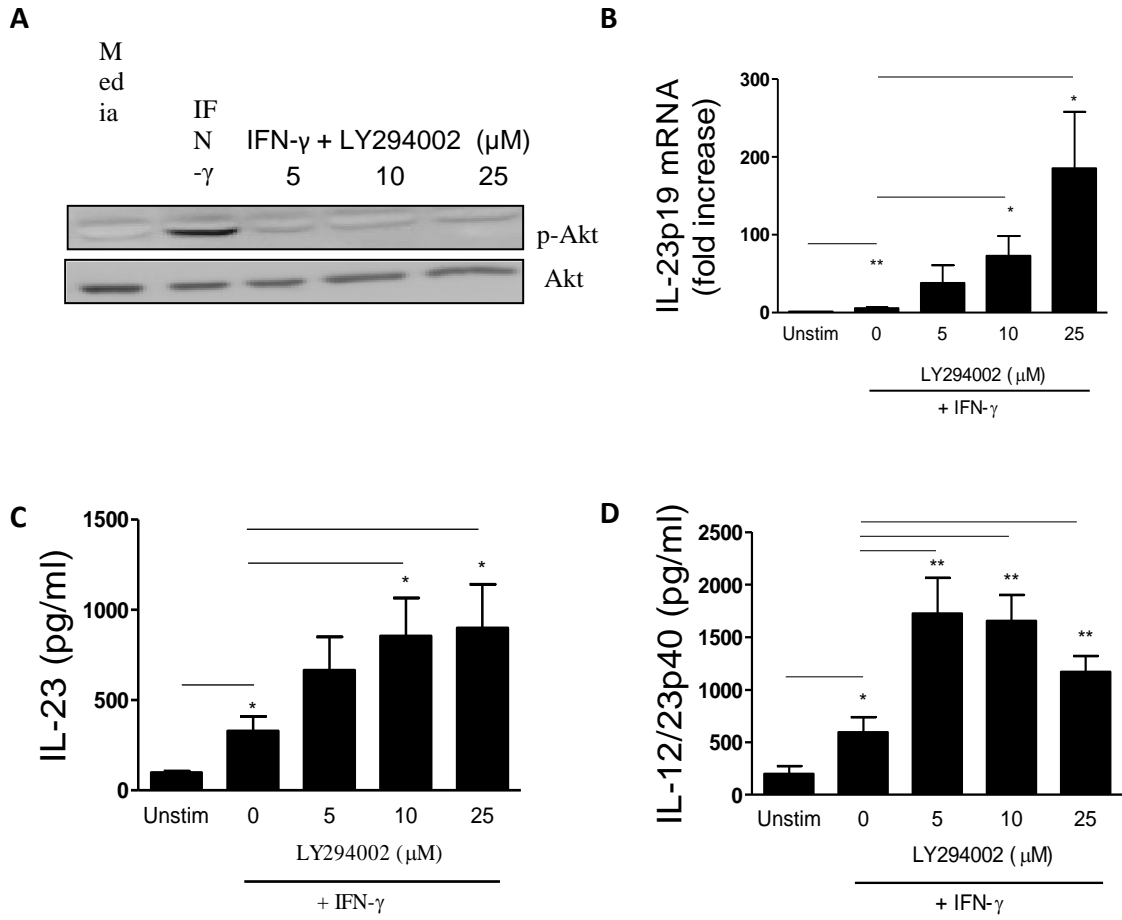 A
M
ed
ia
IF
N
-γ
IFN-γ + LY294002 (μM)
5 10 25
p-Akt
Akt
B
IL-23p19 mRNA
(fold increase)
300
200
100
0
*
*
**
Unstim 0 5 10 25
LY294002 (μM)
+ IFN-γ
C
IL-23 (pg/ml)
1500
1000
500
0
* * *
Unstim 0 5 10 25
LY294002 (μM)
+ IFN-γ
D
IL-12/23p40 (pg/ml)
2500
2000
1500
1000
500
0
* ** ** **
Unstim 0 5 10 25
LY294002 (μM)
+ IFN-γ